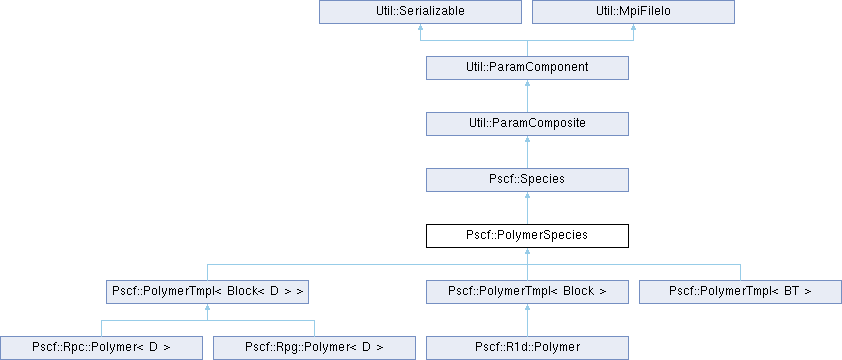 Util::Serializable
Util::MpiFileIo
Util::ParamComponent
Util::ParamComposite
Pscf::Species
Pscf::PolymerSpecies
Pscf::PolymerTmpl< Block< D > >
Pscf::PolymerTmpl< Block >
Pscf::PolymerTmpl< BT >
Pscf::Rpc::Polymer< D >
Pscf::Rpg::Polymer< D >
Pscf::R1d::Polymer